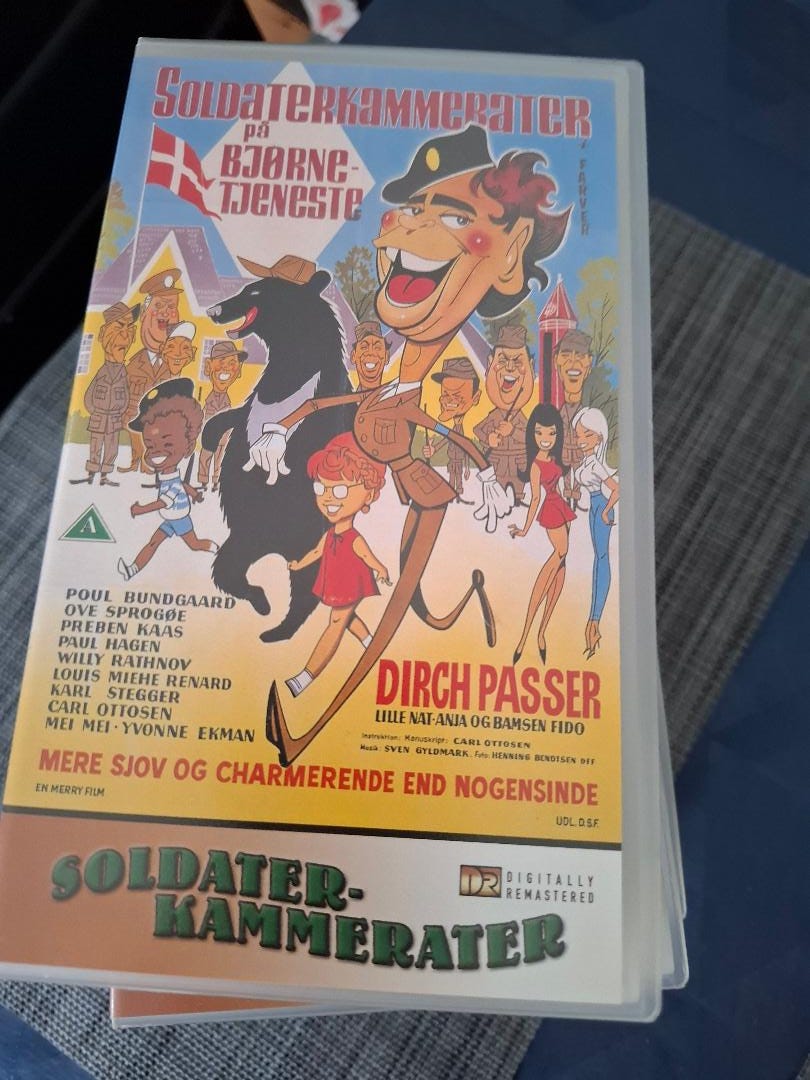 SOLDATERKAMMERATER
på
BJØRNE-
TJENESTE
I FARVER
A
POUL BUNDGAARD
OVE SPROGØE
PREBEN KAAS
PAUL HAGEN
WILLY RATHNOV
LOUIS MIEHE RENARD
KARL STEGGER
CARL OTTOSEN
MEI MEI · YVONNE EKMAN
DIRCH PASSER
LILLE NAT · ANJA OG BAMSEN FIDO
Instruktion: Manuskript: CARL OTTOSEN
Musik: SVEN GYLDMARK. Foto: HENNING BENDTSEN DFF
MERE SJOV OG CHARMERENDE END NOGENSINDE
EN MERRY FILM
UDL. D.S.F.
SOLDATER-
KAMMERATER
DR DIGITALLY
REMASTERED